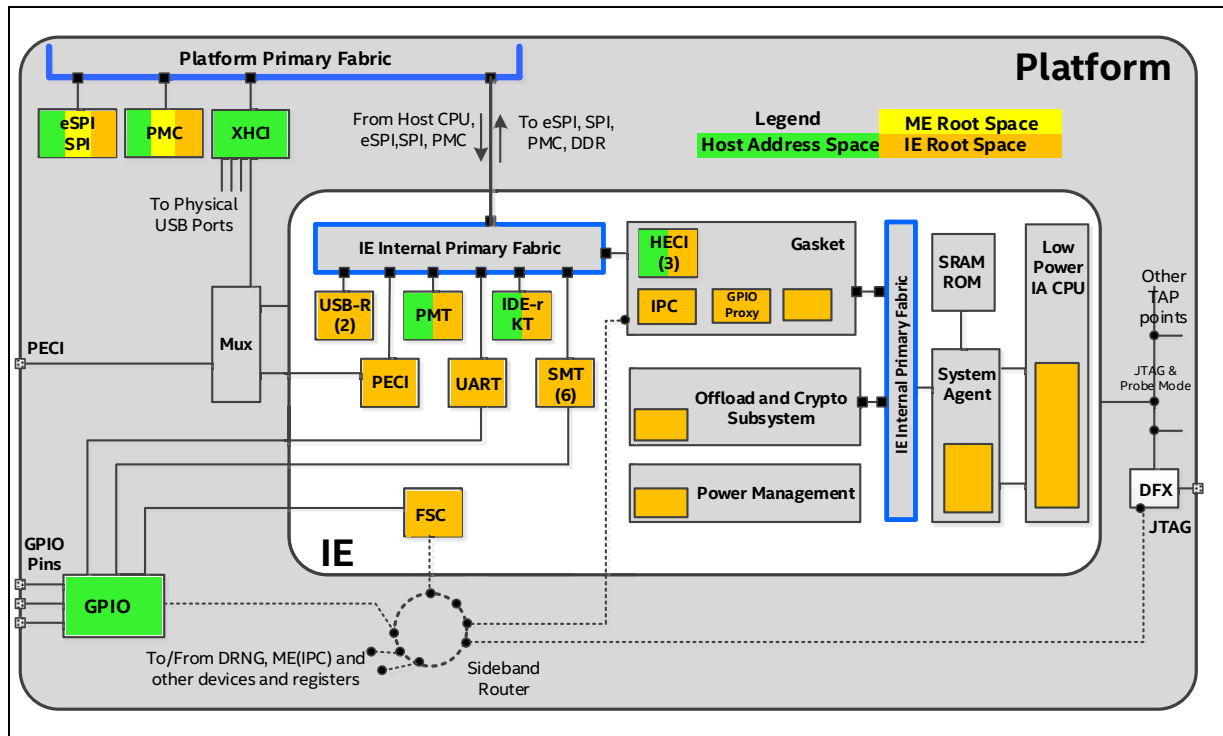 Platform Primary Fabric
Platform
eSPI
SPI
PMC
XHCI
From Host CPU,
eSPI,SPI, PMC
To eSPI, SPI,
PMC, DDR
Legend
ME Root Space
Host Address Space
IE Root Space
To Physical
USB Ports
IE Internal Primary Fabric
HECI
(3)
Gasket
IPC
GPIO
Proxy
USB-R
(2)
PMT
IDE-r
KT
Mux
PECI
PECI
UART
SMT
(6)
IE Internal Primary Fabric
SRAM
ROM
Low
Power
IA CPU
System
Agent
Offload and Crypto
Subsystem
Power Management
Other
TAP
points
JTAG &
Probe Mode
DFX
JTAG
FSC
IE
GPIO
Pins
GPIO
To/From DRNG, ME(IPC) and
other devices and registers
Sideband
Router